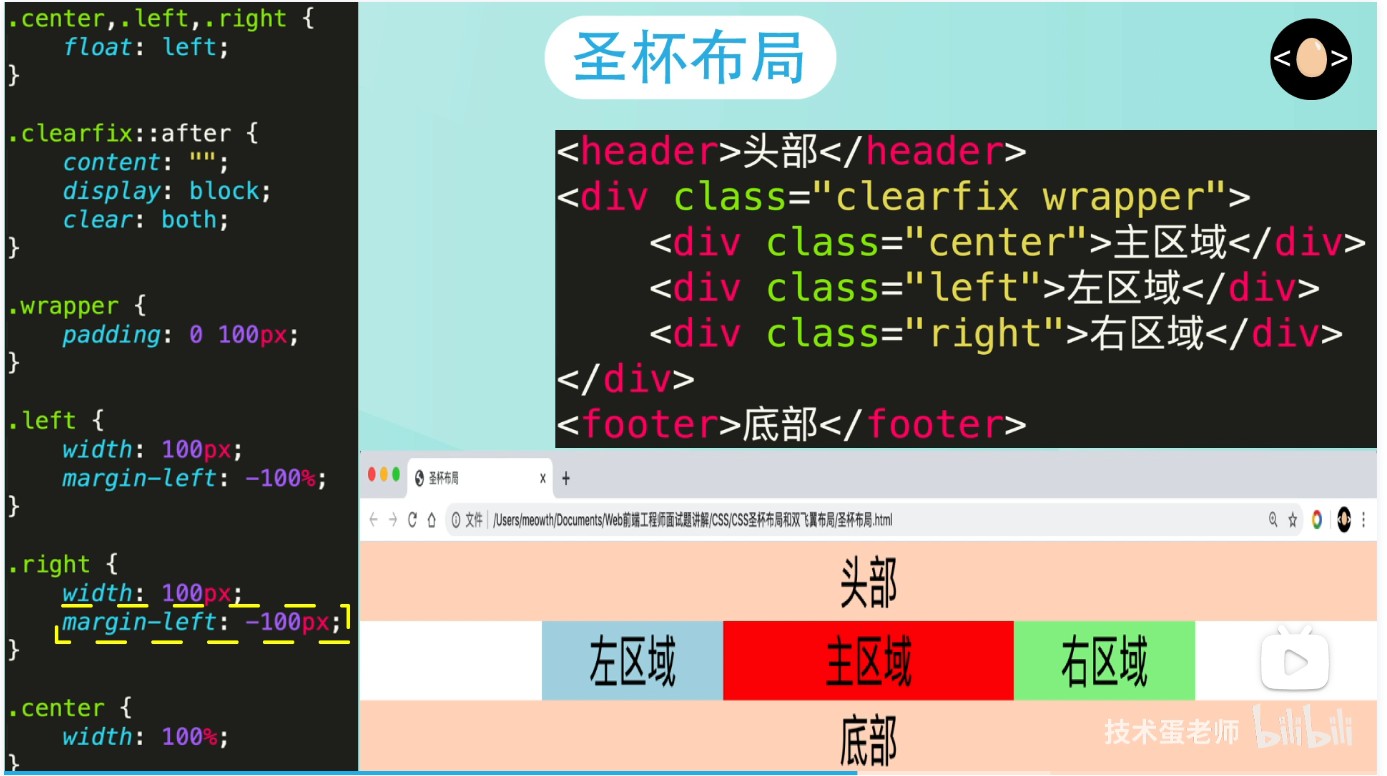 .center,.left,.right {
float: left;
}
.clearfix::after {
content: "";
display: block;
clear: both;
}
.wrapper {
padding: 0 100px;
}
.left {
width: 100px;
margin-left: -100%;
}
.right {
width: 100px;
margin-left: -100px;
}
.center {
width: 100%;
}
圣杯布局
< >
<header>头部</header>
<div class="clearfix wrapper">
<div class="center">主区域</div>
<div class="left">左区域</div>
<div class="right">右区域</div>
</div>
<footer>底部</footer>
圣杯布局 x +
文件 /Users/meowth/Documents/Web前端工程师面试题讲解/CSS/CSS圣杯布局和双飞翼布局/圣杯布局.html
头部
左区域 主区域 右区域
底部
技术蛋老师 bilibili